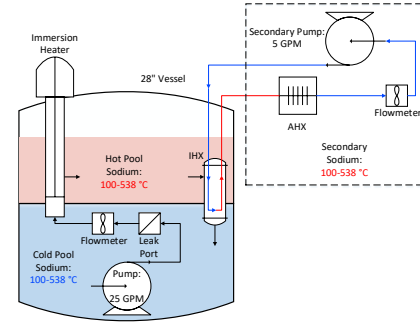 Immersion
Heater
28" Vessel
Secondary Pump:
5 GPM
AHX
Flowmeter
Secondary
Sodium:
100-538 °C
Hot Pool
Sodium:
100-538 °C
IHX
Flowmeter
Leak
Port
Cold Pool
Sodium:
100-538 °C
Pump:
25 GPM